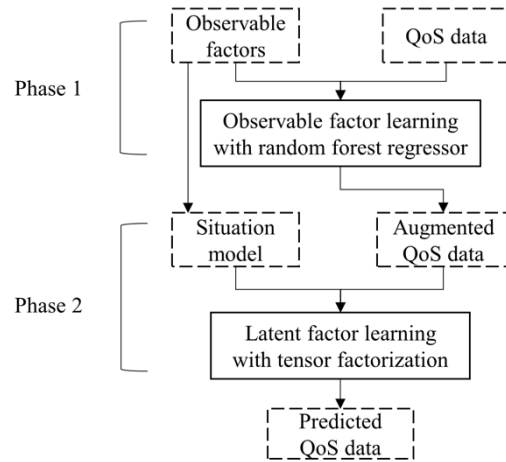 Observable
factors
QoS data
Phase 1
Observable factor learning
with random forest regressor
Situation
model
Augmented
QoS data
Phase 2
Latent factor learning
with tensor factorization
Predicted
QoS data